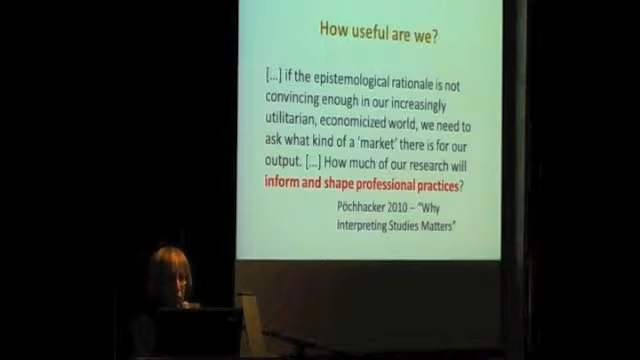 How useful are we?
[...] if the epistemological rationale is not
convincing enough in our increasingly
utilitarian, economicized world, we need to
ask what kind of a 'market' there is for our
output. [...] How much of our research will
inform and shape professional practices?
Pöchhacker 2010 – "Why
Interpreting Studies Matters"